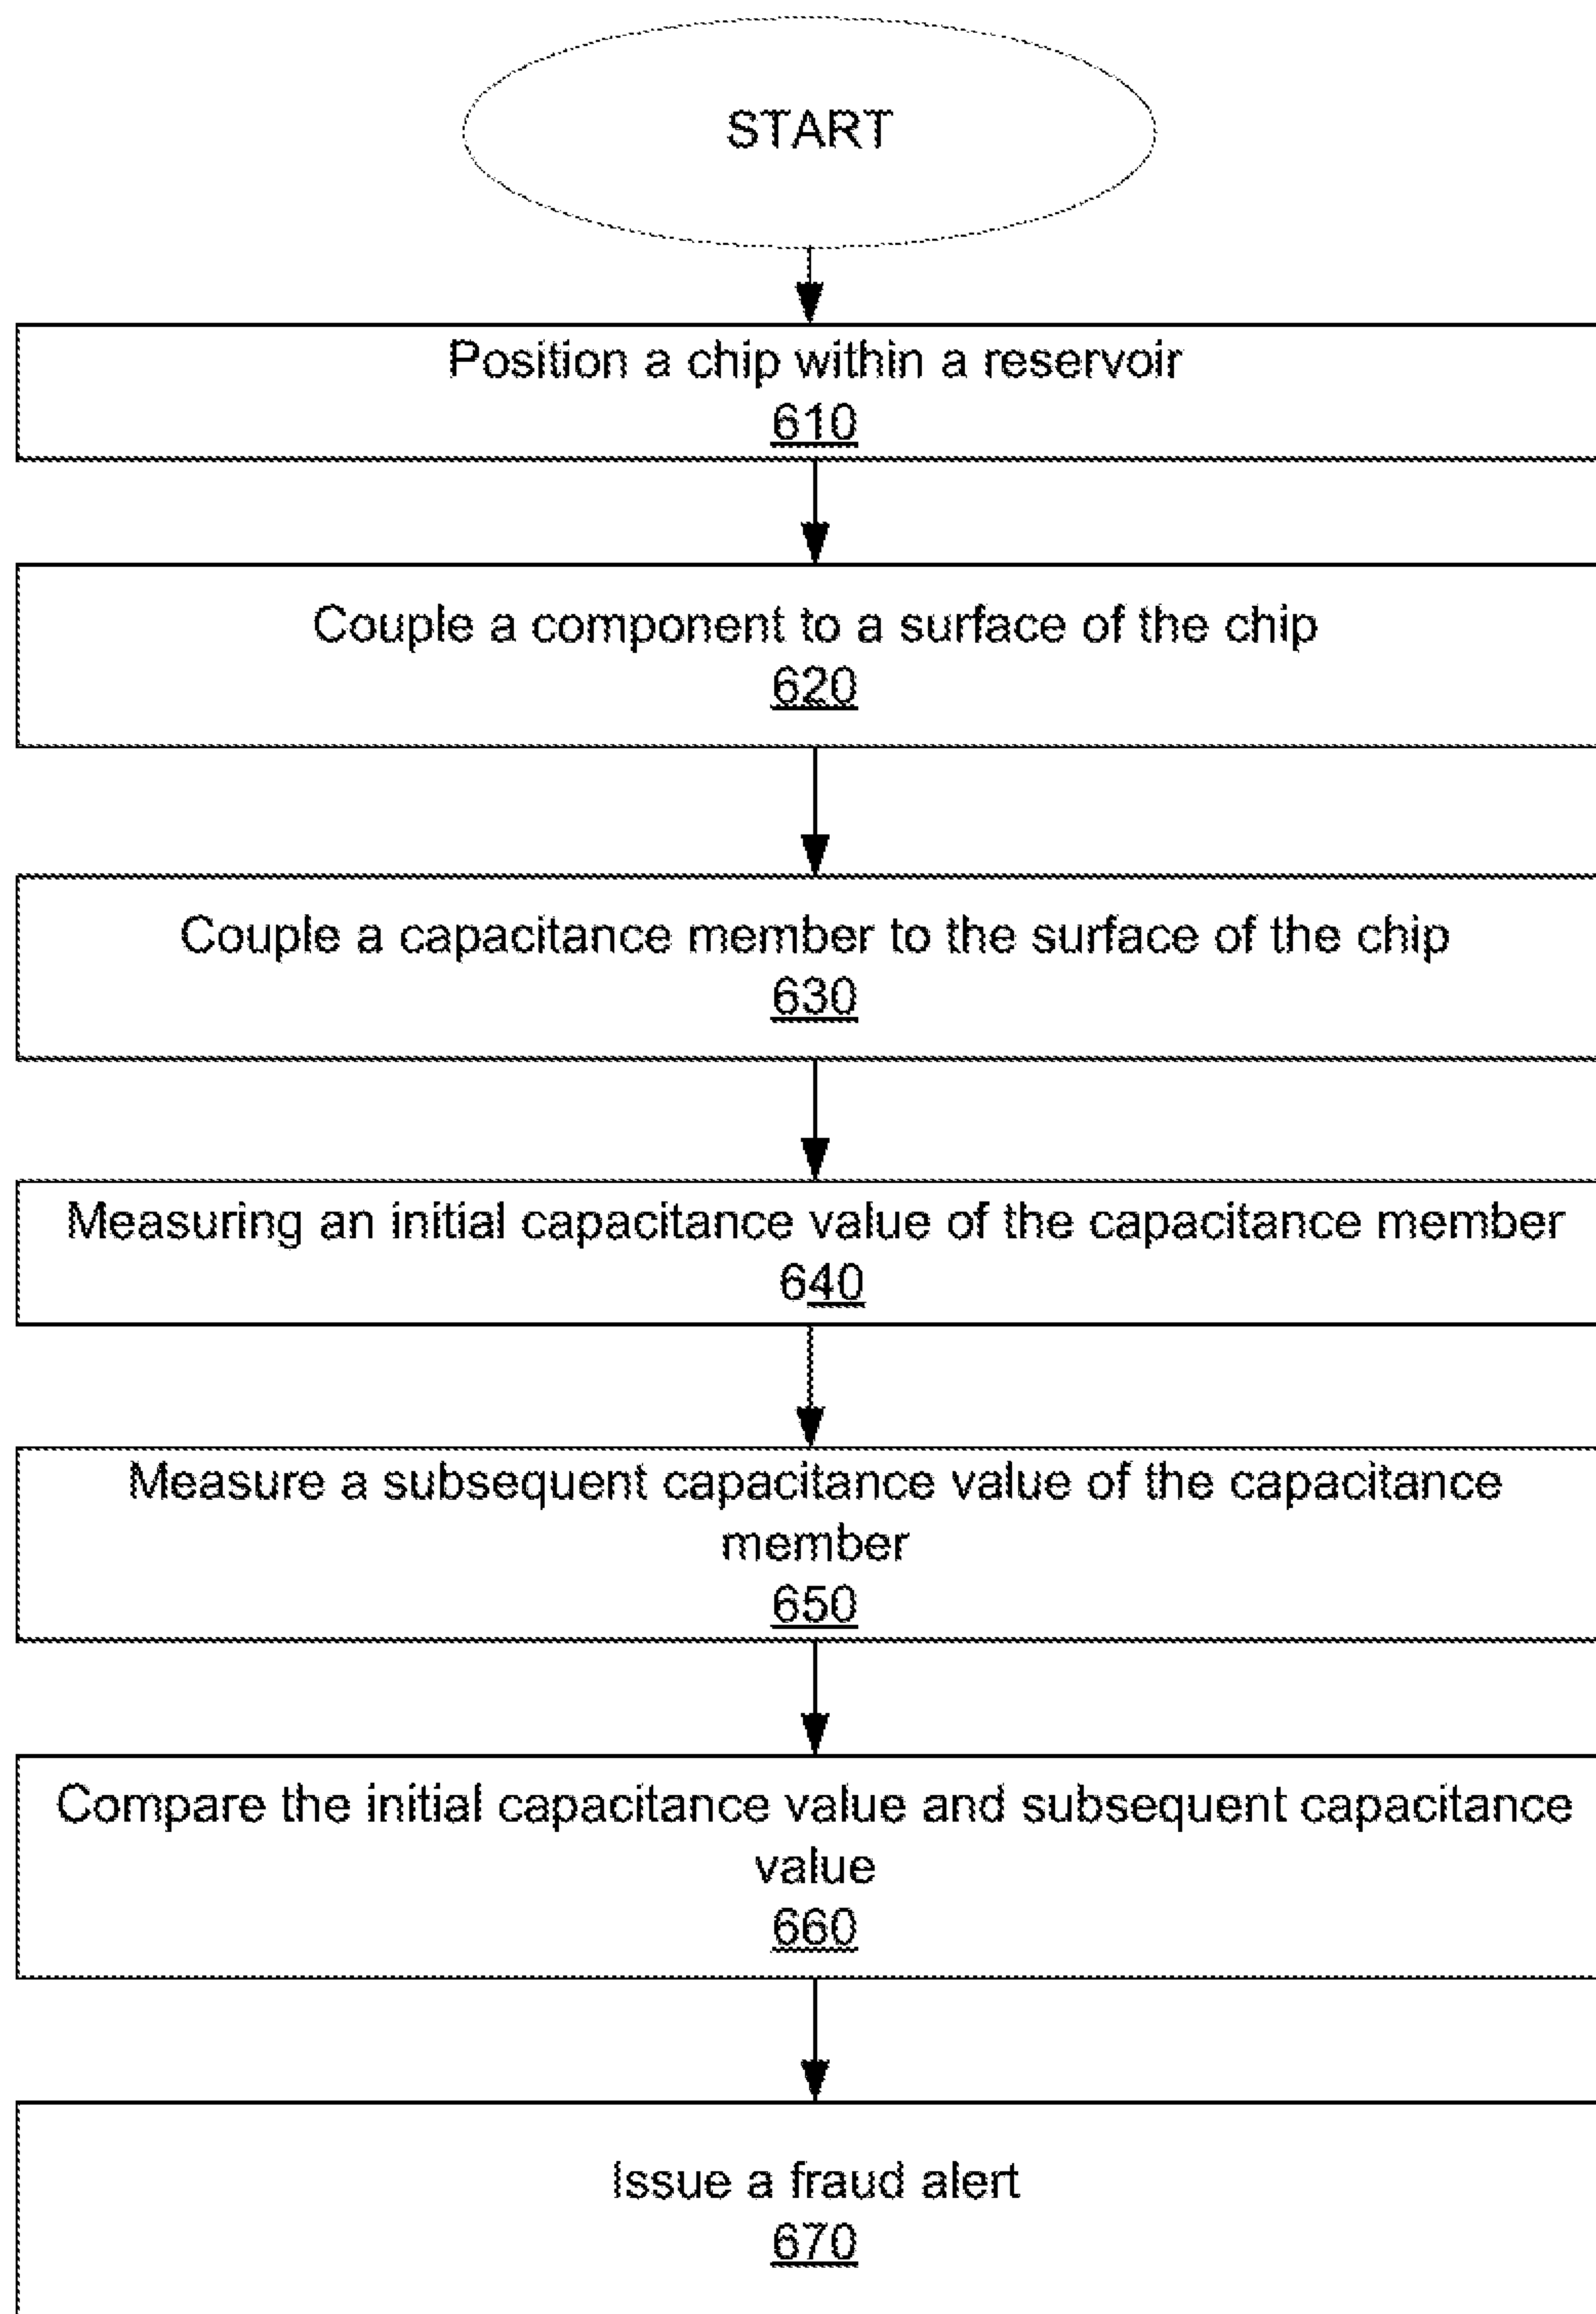 START
Position a chip within a reservoir
610
Couple a component to a surface of the chip
620
Couple a capacitance member to the surface of the chip
630
Measuring an initial capacitance value of the capacitance member
640
Measure a subsequent capacitance value of the capacitance
member
650
Compare the initial capacitance value and subsequent capacitance
value
660
Issue a fraud alert
670